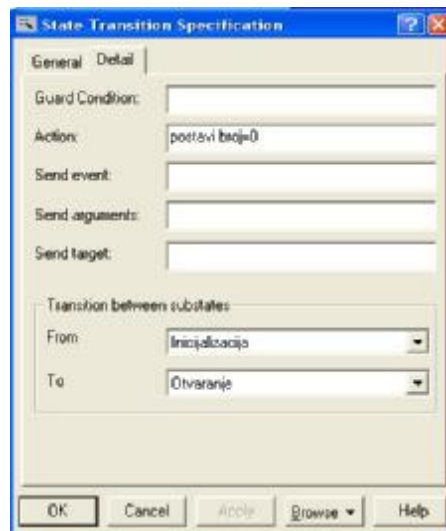 State Transition Specification
General Detail
Guard Condition:
Action: postavi broj=0
Send event:
Send arguments:
Send target:
Transition between substates
From Inicijalizacija
To Otvaranje
OK Cancel Apply Browse Help